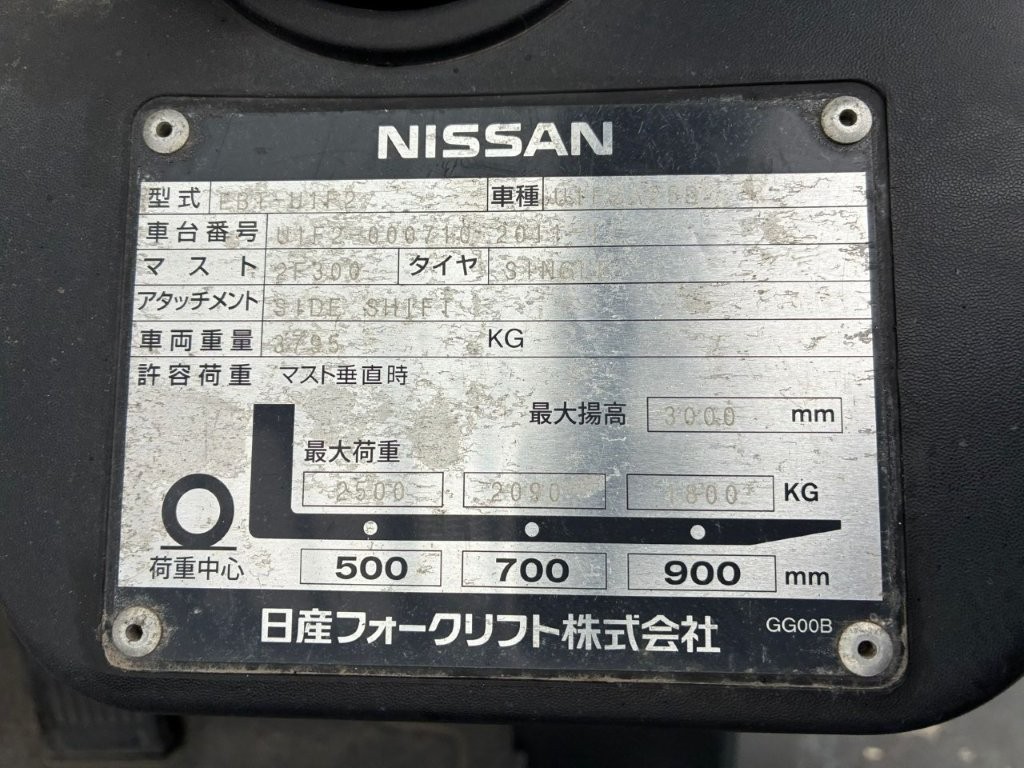 NISSAN
型式 EBT-U1F2 車種
車台番号 U1F2-000710 2011
マスト 2F300 タイヤ SINGLE
アタッチメント SIDE SHIFT
車両重量 3795 KG
許容荷重 マスト垂直時
最大揚高 3000 mm
最大荷重
2500 2090 1800 KG
荷重中心 500 700 900 mm
日産フォークリフト株式会社 GG00B